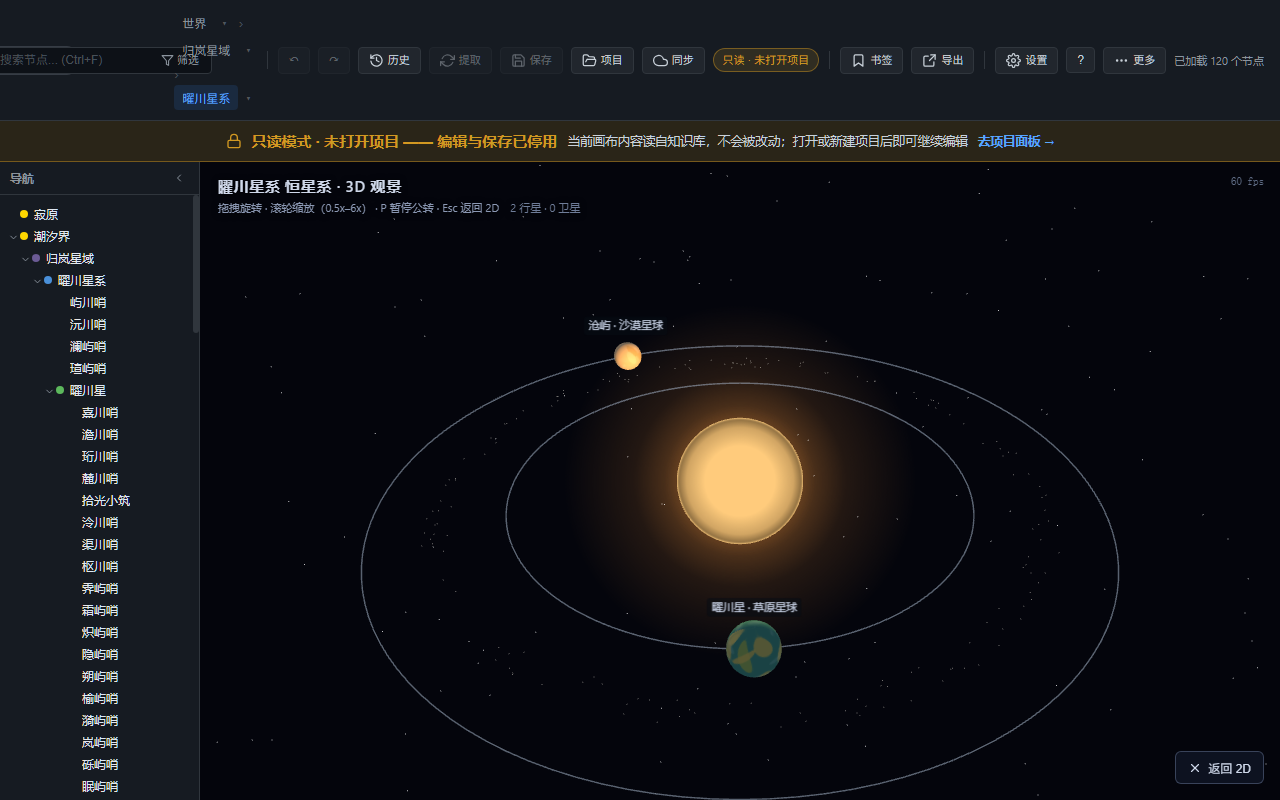 世界
归岚星域
曜川星系
搜索节点... (Ctrl+F)
筛选
历史
提取
保存
项目
同步
只读 · 未打开项目
书签
导出
设置
?
更多
已加载 120 个节点
只读模式 · 未打开项目 —— 编辑与保存已停用 当前画布内容读自知识库，不会被改动；打开或新建项目后即可继续编辑 去项目面板 →
导航
寂原
潮汐界
归岚星域
曜川星系
屿川哨
沅川哨
澜屿哨
瑄屿哨
曜川星
嘉川哨
澹川哨
珩川哨
麓川哨
拾光小筑
泠川哨
渠川哨
枢川哨
霁屿哨
霜屿哨
炽屿哨
隐屿哨
朔屿哨
榆屿哨
漪屿哨
岚屿哨
砾屿哨
眠屿哨
曜川星系 恒星系 · 3D 观景
拖拽旋转 · 滚轮缩放（0.5x–6x） · P 暂停公转 · Esc 返回 2D 2 行星 · 0 卫星
60 fps
沧屿 · 沙漠星球
曜川星 · 草原星球
返回 2D